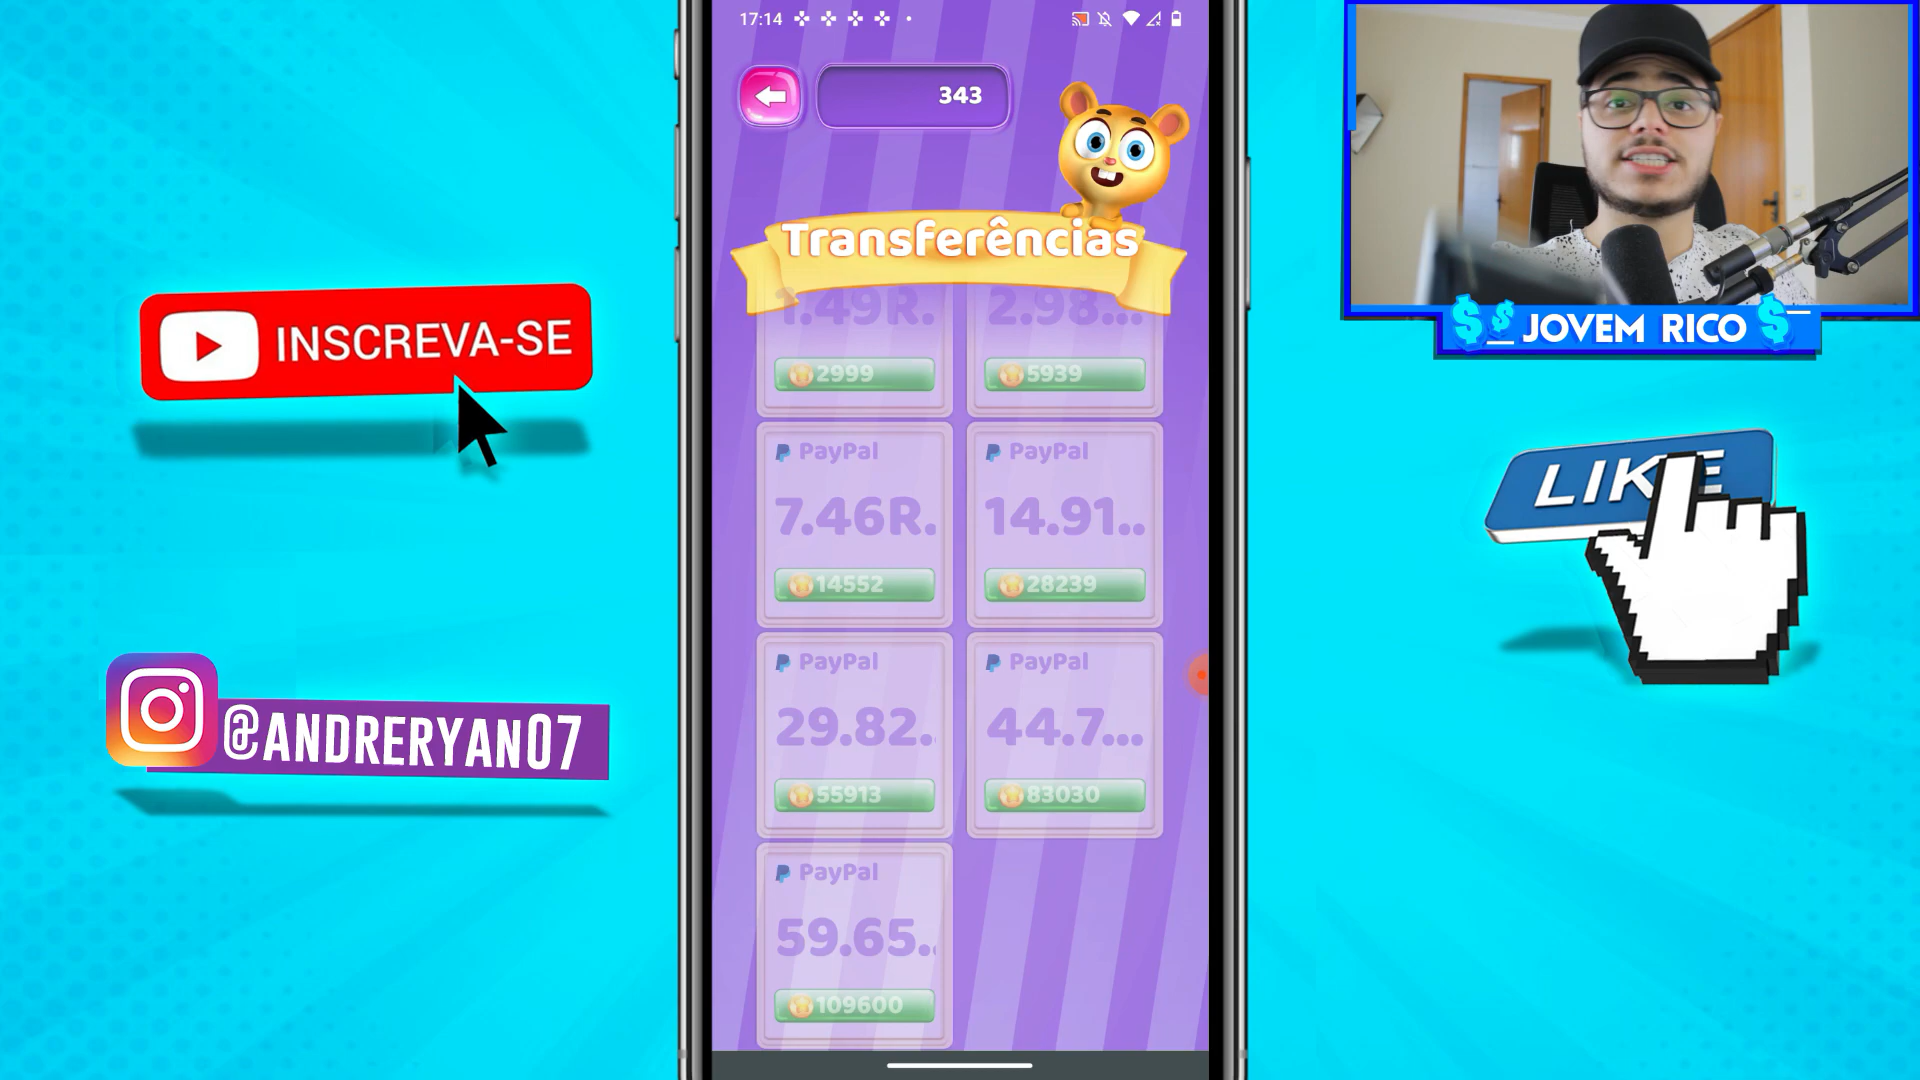 17:14
343
Transferências
1.49R.
2.98...
2999
5939
PayPal
PayPal
7.46R.
14.91..
14552
28239
PayPal
PayPal
29.82.
44.7...
55913
83030
PayPal
59.65..
109600
INSCREVA-SE
@ANDRERYAN07
$ $ JOVEM RICO $
LIKE